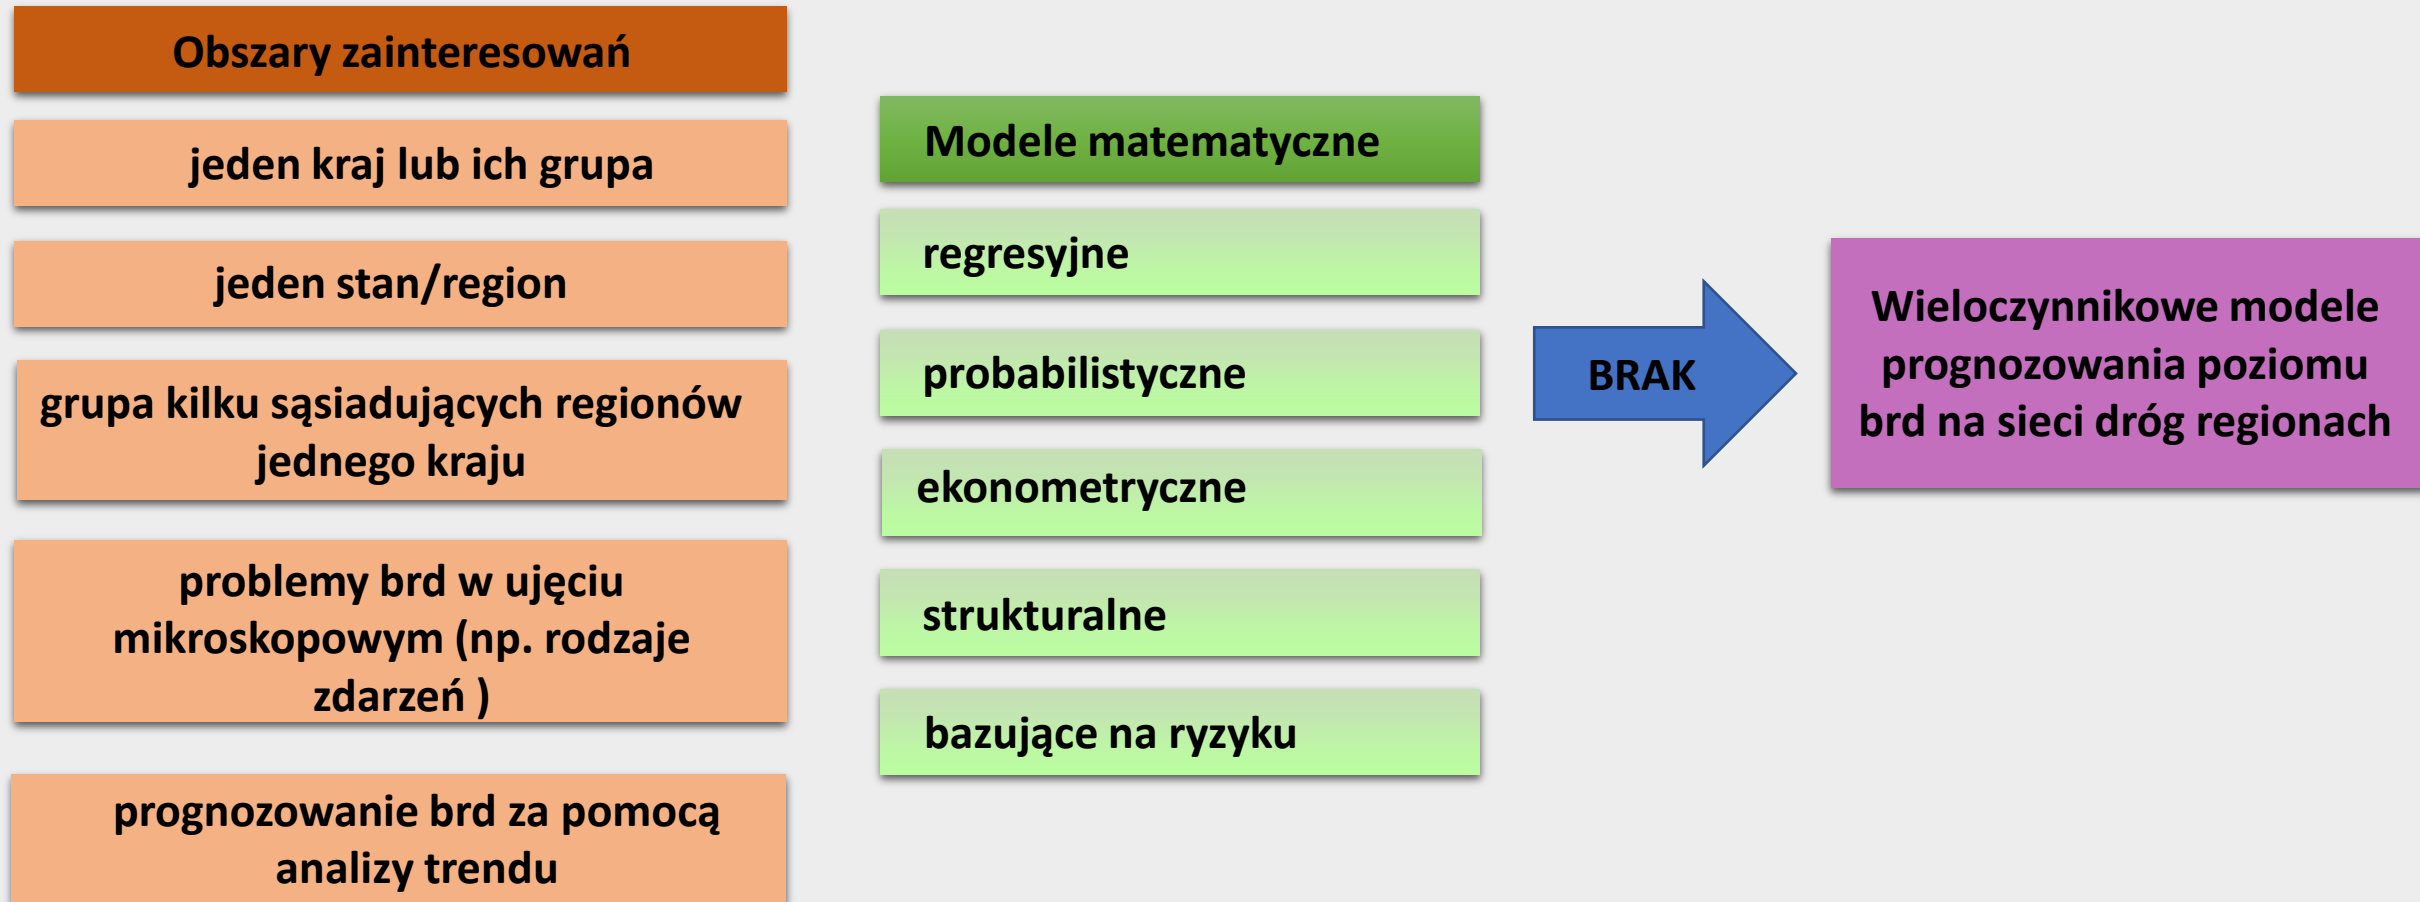 Obszary zainteresowań
jeden kraj lub ich grupa
jeden stan/region
grupa kilku sąsiadujących regionów
jednego kraju
problemy brd w ujęciu
mikroskopowym (np. rodzaje
zdarzeń )
prognozowanie brd za pomocą
analizy trendu
Modele matematyczne
regresyjne
probabilistyczne
ekonometryczne
strukturalne
bazujące na ryzyku
BRAK
Wieloczynnikowe modele
prognozowania poziomu
brd na sieci dróg regionach